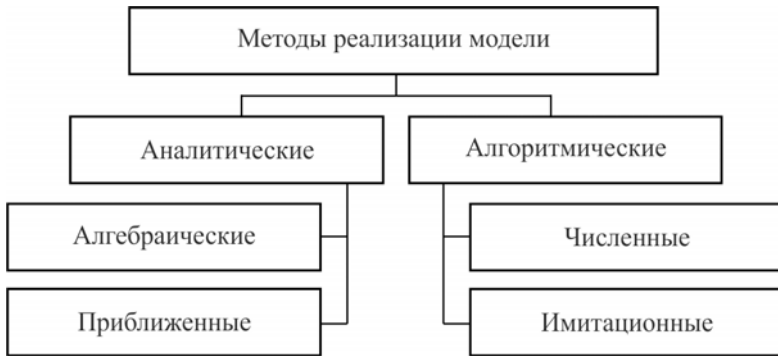 Методы реализации модели
Аналитические
Алгоритмические
Алгебраические
Численные
Приближенные
Имитационные